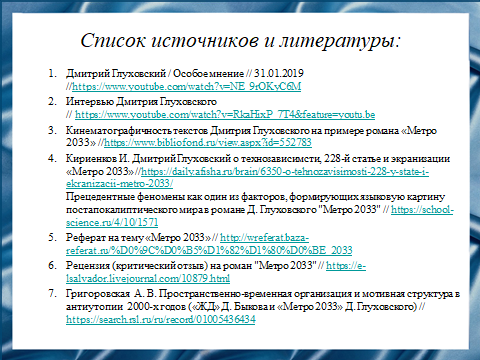 Список источников и литературы:
1. Дмитрий Глуховский / Особое мнение // 31.01.2019
//https://www.youtube.com/watch?v=NE_9rOKvC6M
2. Интервью Дмитрия Глуховского
// https://www.youtube.com/watch?v=RkaHixP_7T4&feature=youtu.be
3. Кинематографичность текстов Дмитрия Глуховского на примере романа «Метро
2033» //https://www.bibliofond.ru/view.aspx?id=552783
4. Кириенков И. Дмитрий Глуховский о технозависимсти, 228-й статье и экранизации
«Метро 2033»//https://daily.afisha.ru/brain/6350-o-tehnozavisimosti-228-y-state-i-
ekranizacii-metro-2033/
Прецедентные феномены как один из факторов, формирующих языковую картину
постапокалиптического мира в романе Д. Глуховского "Метро 2033" // https://school-
science.ru/4/10/1571
5. Реферат на тему «Метро 2033»// http://wreferat.baza-
referat.ru/%D0%9C%D0%B5%D1%82%D1%80%D0%BE_2033
6. Рецензия (критический отзыв) на роман "Метро 2033"// https://e-
lsalvador.livejournal.com/10879.html
7. Григоровская А. В. Пространственно-временная организация и мотивная структура в
антиутопии 2000-х годов («ЖД» Д. Быкова и «Метро 2033» Д. Глуховского) //
https://search.rsl.ru/ru/record/01005436434